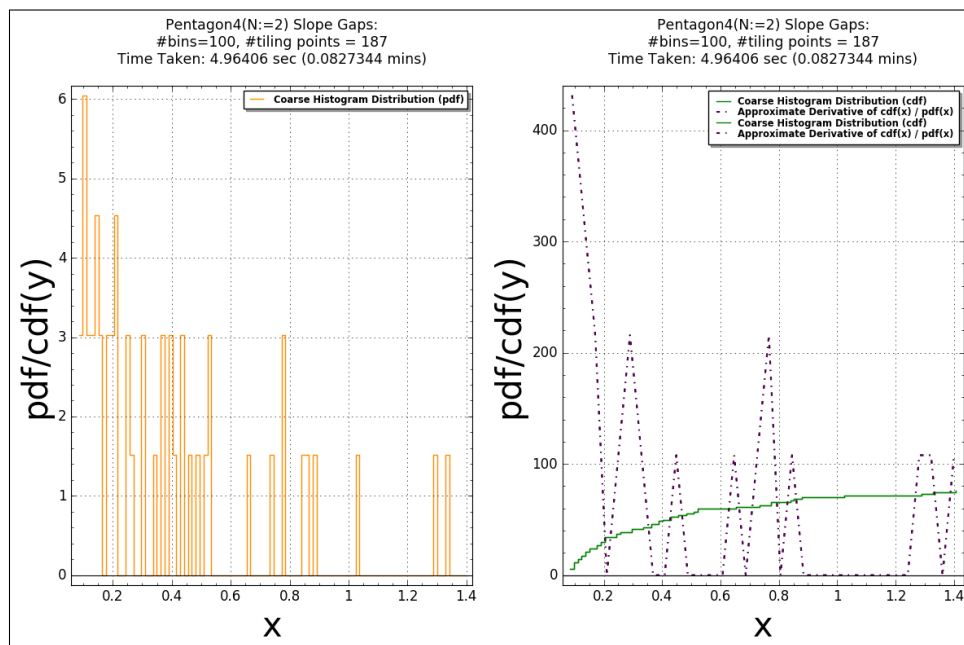 Pentagon4(N:=2) Slope Gaps:
#bins=100, #tiling points = 187
Time Taken: 4.96406 sec (0.0827344 mins)
6
5
4
3
2
1
0
pdf/cdf(y)
Coarse Histogram Distribution (pdf)
0.2 0.4 0.6 0.8 1 1.2 1.4
x
Pentagon4(N:=2) Slope Gaps:
#bins=100, #tiling points = 187
Time Taken: 4.96406 sec (0.0827344 mins)
400
300
200
100
0
pdf/cdf(y)
Coarse Histogram Distribution (cdf)
Approximate Derivative of cdf(x) / pdf(x)
Coarse Histogram Distribution (cdf)
Approximate Derivative of cdf(x) / pdf(x)
0.2 0.4 0.6 0.8 1 1.2 1.4
x